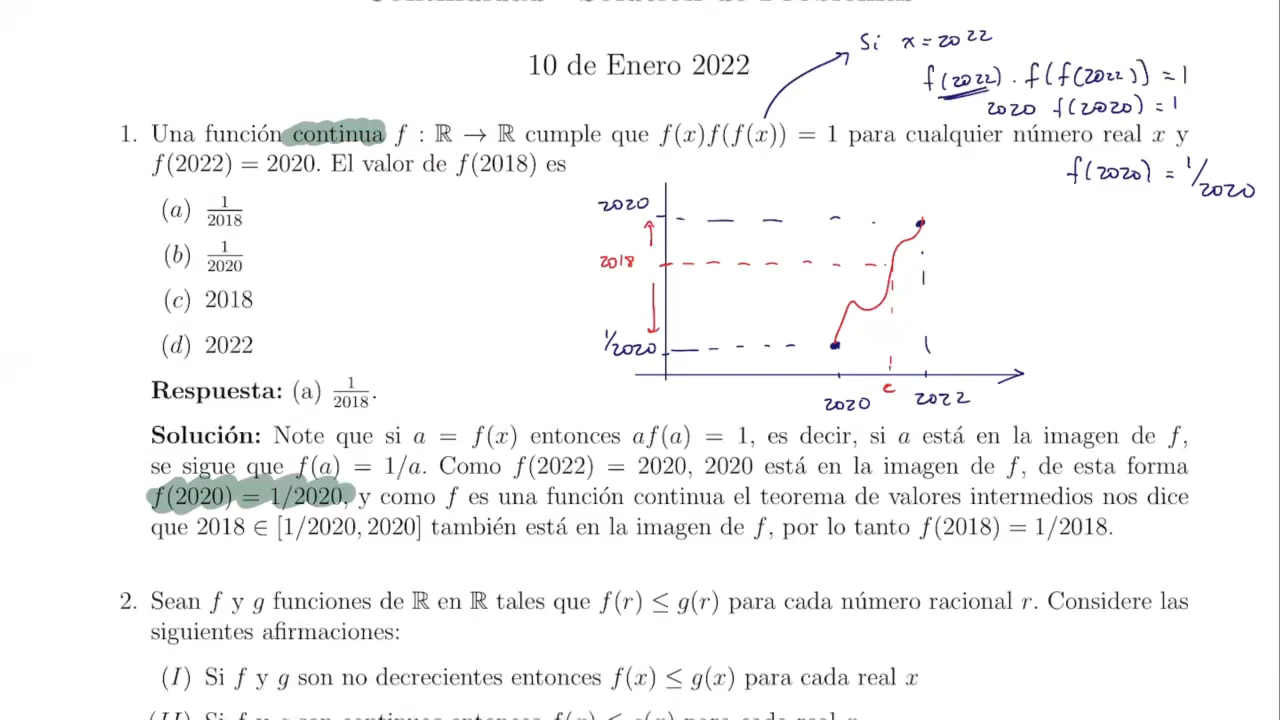 10 de Enero 2022
Si x = 2022
f(2022) · f(f(2022)) = 1
2020 f(2020) = 1
f(2020) = 1/2020
1. Una función continua f : ℝ → ℝ cumple que f(x)f(f(x)) = 1 para cualquier número real x y
f(2022) = 2020. El valor de f(2018) es
(a) 1/2018
(b) 1/2020
(c) 2018
(d) 2022
2020
2018
1/2020
2020
c
2022
Respuesta: (a) 1/2018.
Solución: Note que si a = f(x) entonces af(a) = 1, es decir, si a está en la imagen de f,
se sigue que f(a) = 1/a. Como f(2022) = 2020, 2020 está en la imagen de f, de esta forma
f(2020) = 1/2020, y como f es una función continua el teorema de valores intermedios nos dice
que 2018 ∈ [1/2020, 2020] también está en la imagen de f, por lo tanto f(2018) = 1/2018.
2. Sean f y g funciones de ℝ en ℝ tales que f(r) ≤ g(r) para cada número racional r. Considere las
siguientes afirmaciones:
(I) Si f y g son no decrecientes entonces f(x) ≤ g(x) para cada real x